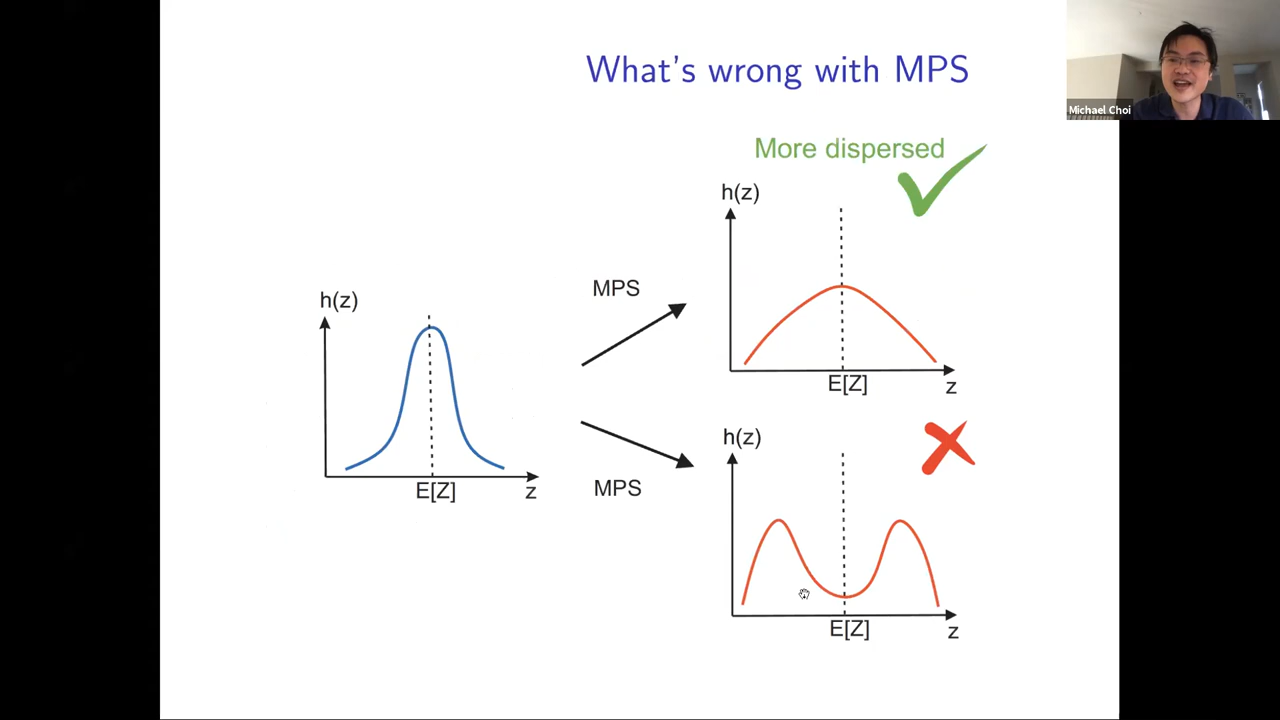 What's wrong with MPS
Michael Choi
More dispersed
h(z)
MPS
E[Z]
z
h(z)
E[Z]
z
MPS
h(z)
E[Z]
z